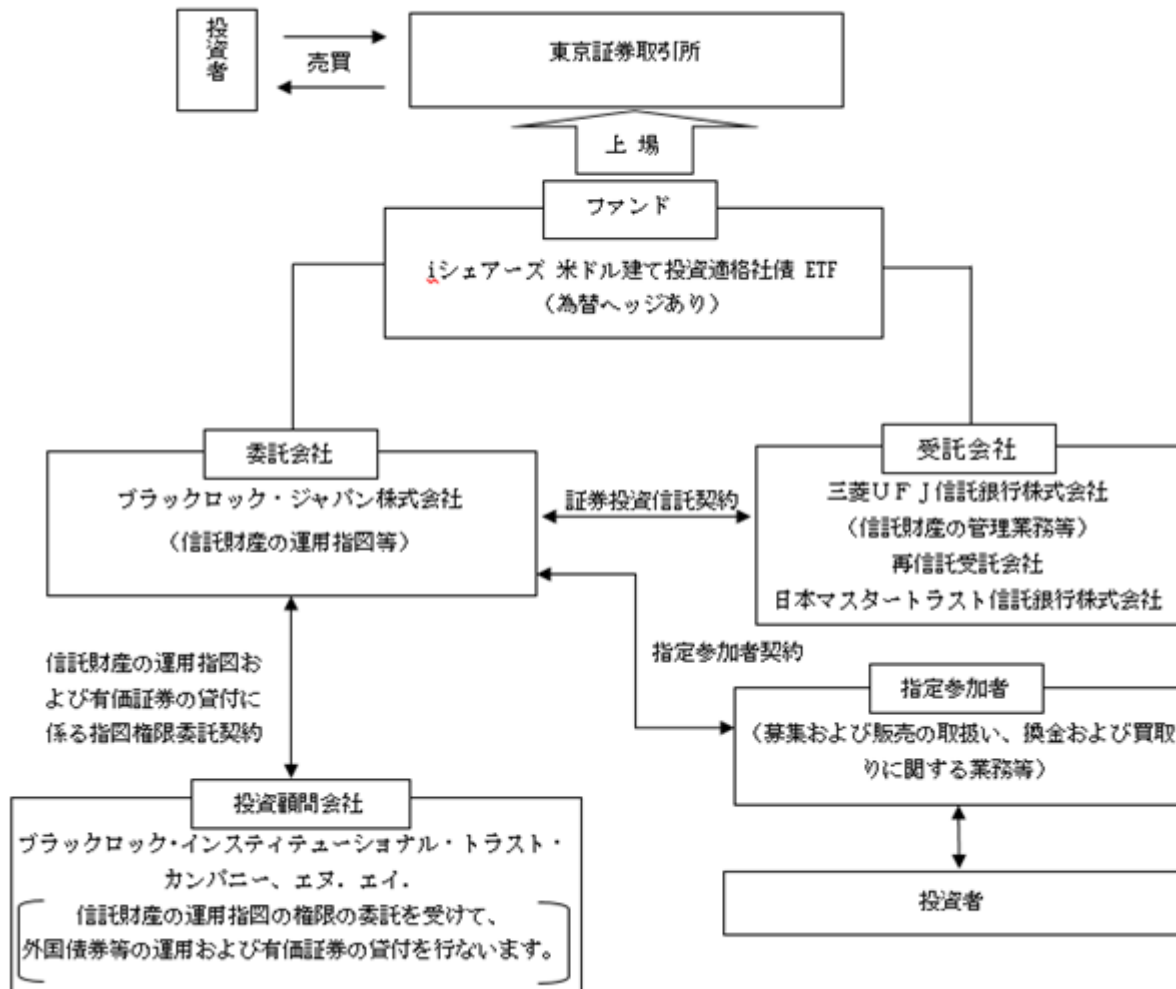 投資者
売買
東京証券取引所
上 場
ファンド
iシェアーズ 米ドル建て投資適格社債 ETF
（為替ヘッジあり）
委託会社
ブラックロック・ジャパン株式会社
（信託財産の運用指図等）
証券投資信託契約
受託会社
三菱ＵＦＪ信託銀行株式会社
（信託財産の管理業務等）
再信託受託会社
日本マスタートラスト信託銀行株式会社
信託財産の運用指図お
よび有価証券の貸付に
係る指図権限委託契約
指定参加者契約
指定参加者
（募集および販売の取扱い、換金および買取
りに関する業務等）
投資顧問会社
ブラックロック・インスティテューショナル・トラスト・
カンパニー、エヌ．エイ．
信託財産の運用指図の権限の委託を受けて、
外国債券等の運用および有価証券の貸付を行ないます。
投資者